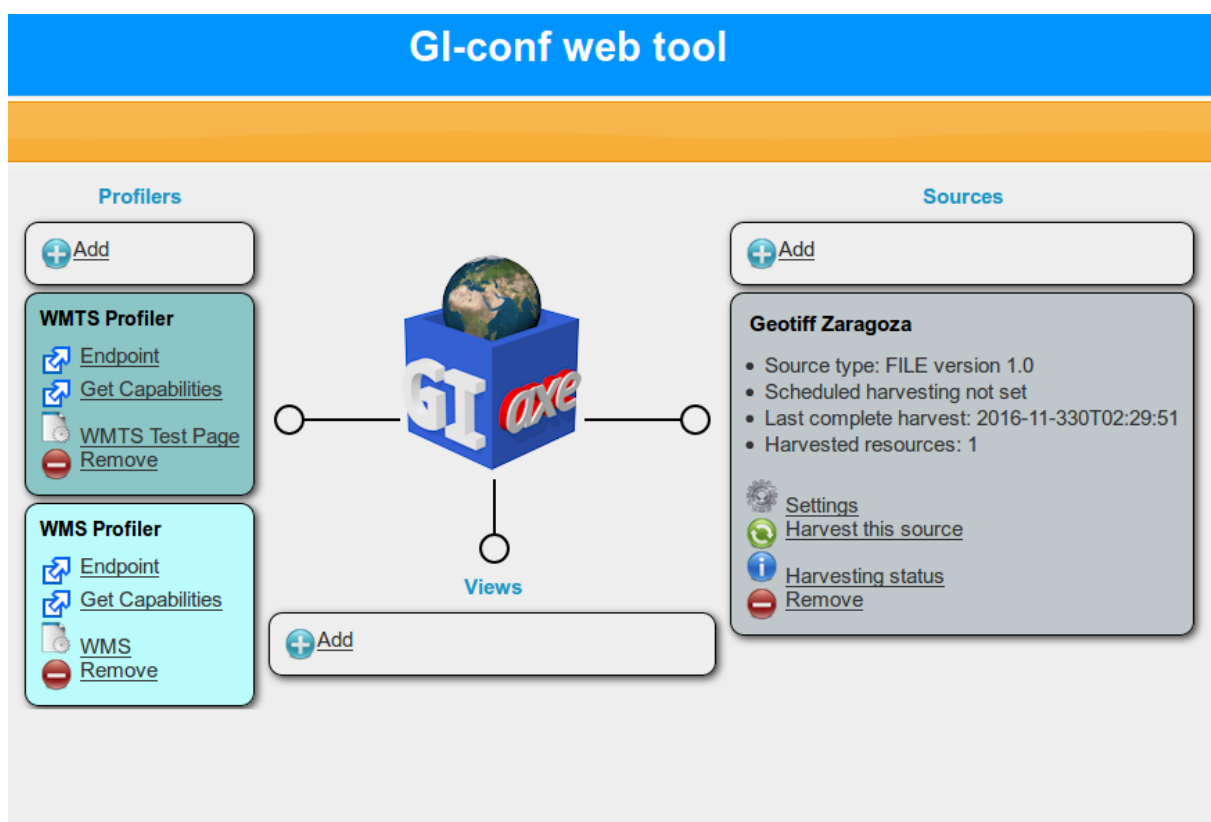 GI-conf web tool
Profilers
Add
WMTS Profiler
Endpoint
Get Capabilities
WMTS Test Page
Remove
WMS Profiler
Endpoint
Get Capabilities
WMS
Remove
GI axe
Views
Add
Sources
Add
Geotiff Zaragoza
Source type: FILE version 1.0
Scheduled harvesting not set
Last complete harvest: 2016-11-330T02:29:51
Harvested resources: 1
Settings
Harvest this source
Harvesting status
Remove